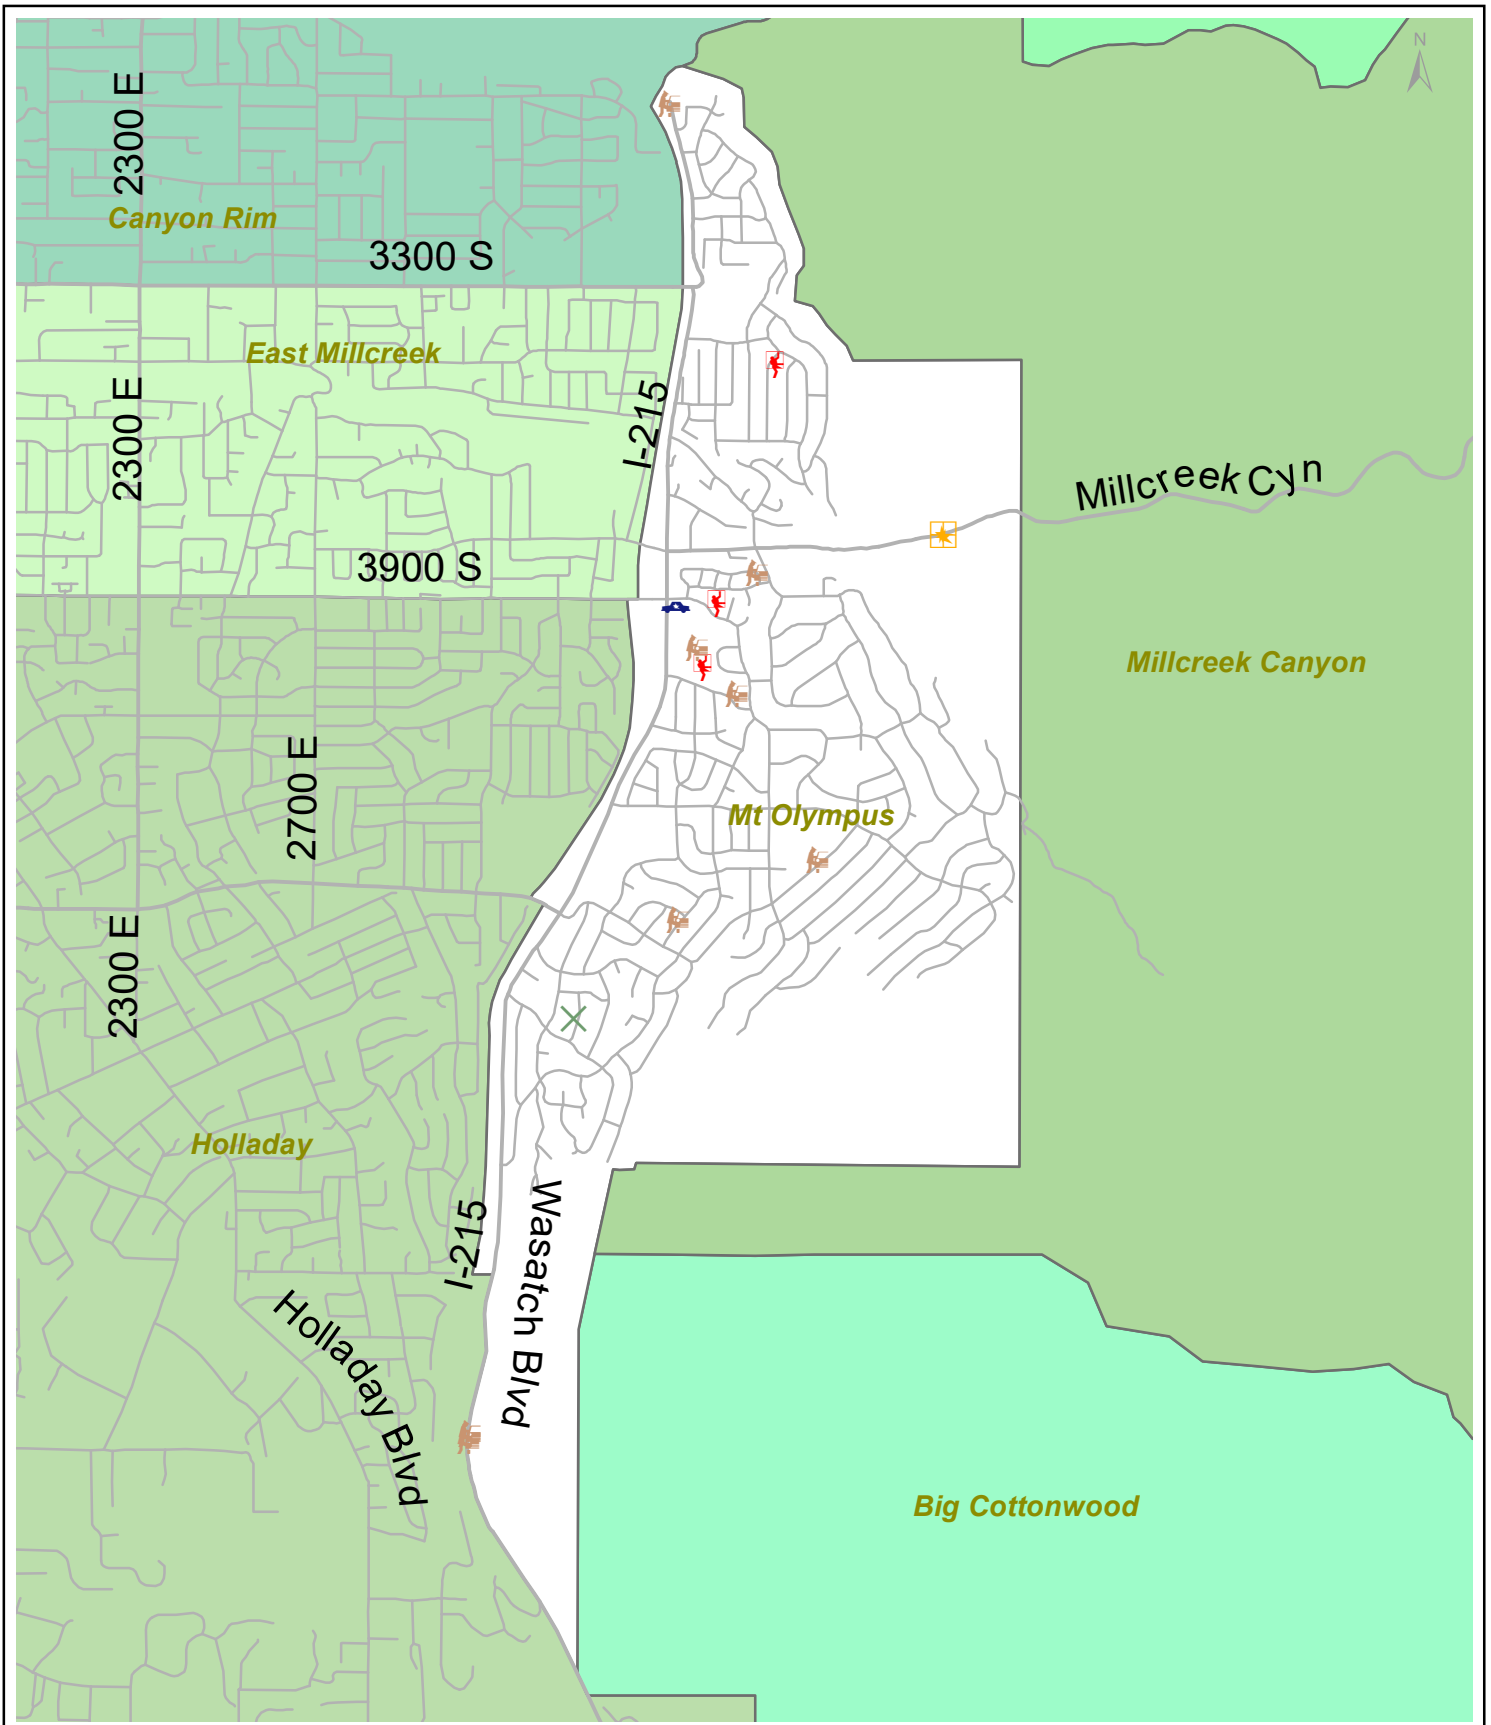 N
2300 E
Canyon Rim
3300 S
East Millcreek
2300 E
I-215
Millcreek Cyn
3900 S
Millcreek Canyon
2700 E
Mt Olympus
2300 E
Holladay
I-215
Wasatch Blvd
Holladay Blvd
Big Cottonwood